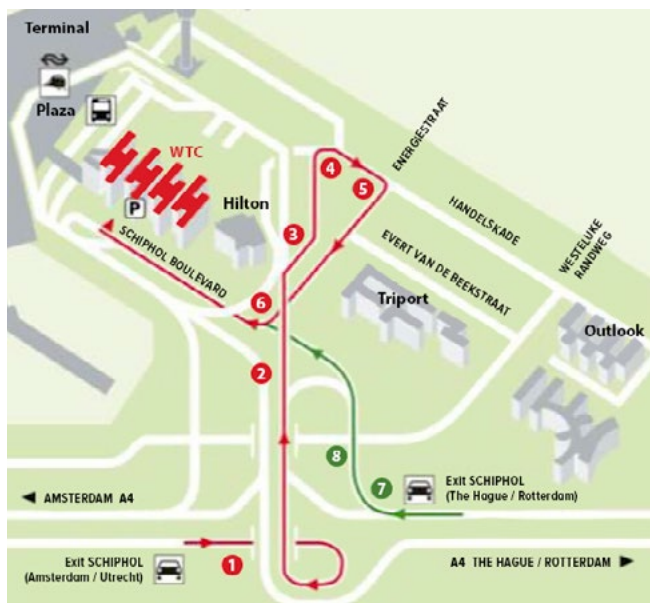 Terminal
Plaza
WTC
P
Hilton
SCHIPHOL BOULEVARD
ENERGIESTRAAT
HANDELSKADE
WESTELIJKE
RANDWEG
EVERT VAN DE BEEKSTRAAT
Triport
Outlook
4
5
3
6
2
8
7
1
Exit SCHIPHOL
(The Hague / Rotterdam)
AMSTERDAM A4
Exit SCHIPHOL
(Amsterdam / Utrecht)
A4 THE HAGUE / ROTTERDAM